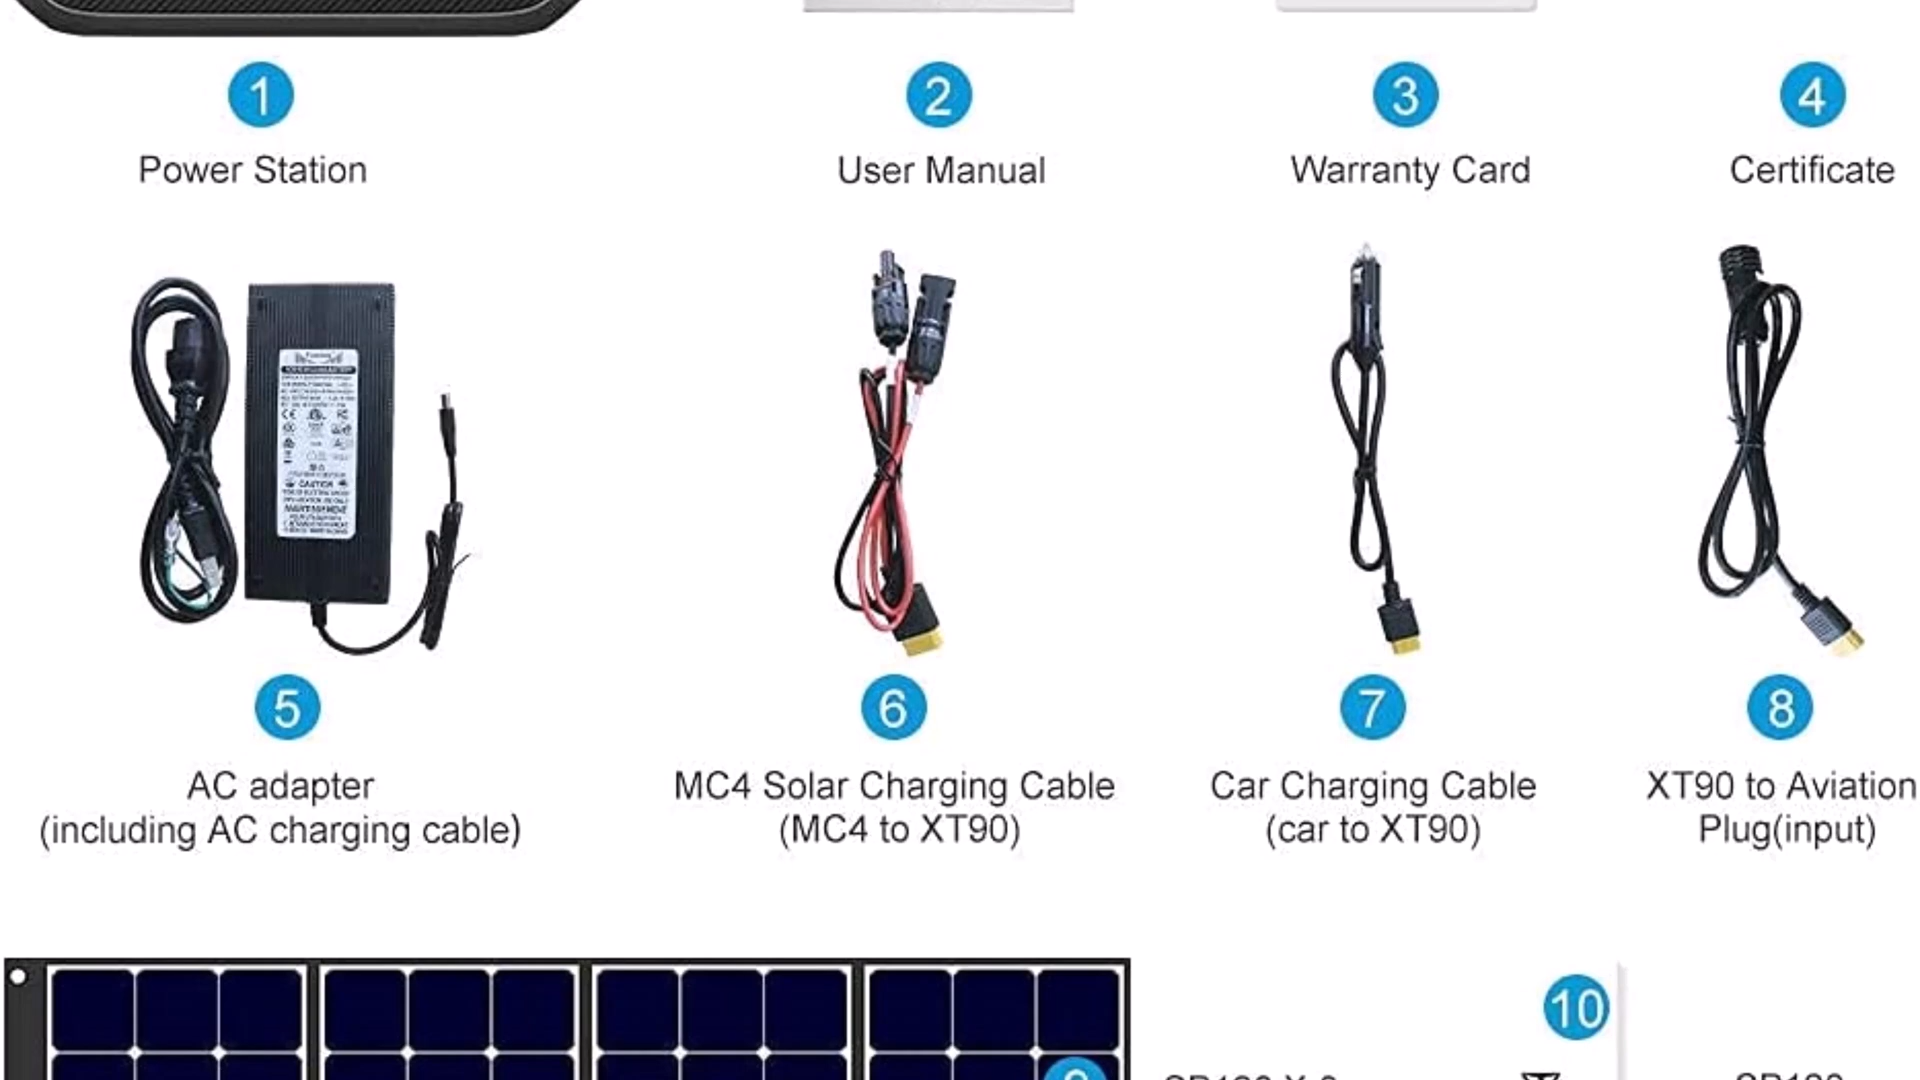 1
2
3
4
Power Station
User Manual
Warranty Card
Certificate
CAUTION
5
6
7
8
AC adapter
(including AC charging cable)
MC4 Solar Charging Cable
(MC4 to XT90)
Car Charging Cable
(car to XT90)
XT90 to Aviation
Plug(input)
10